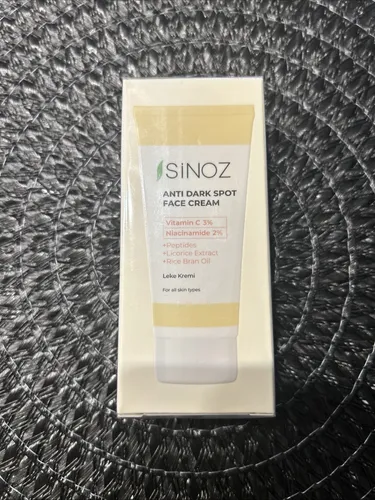 SiNOZ
ANTI DARK SPOT
FACE CREAM
Vitamin C 3%
Niacinamide 2%
+Peptides
+Licorice Extract
+Rice Bran Oil
Leke Kremi
For all skin types